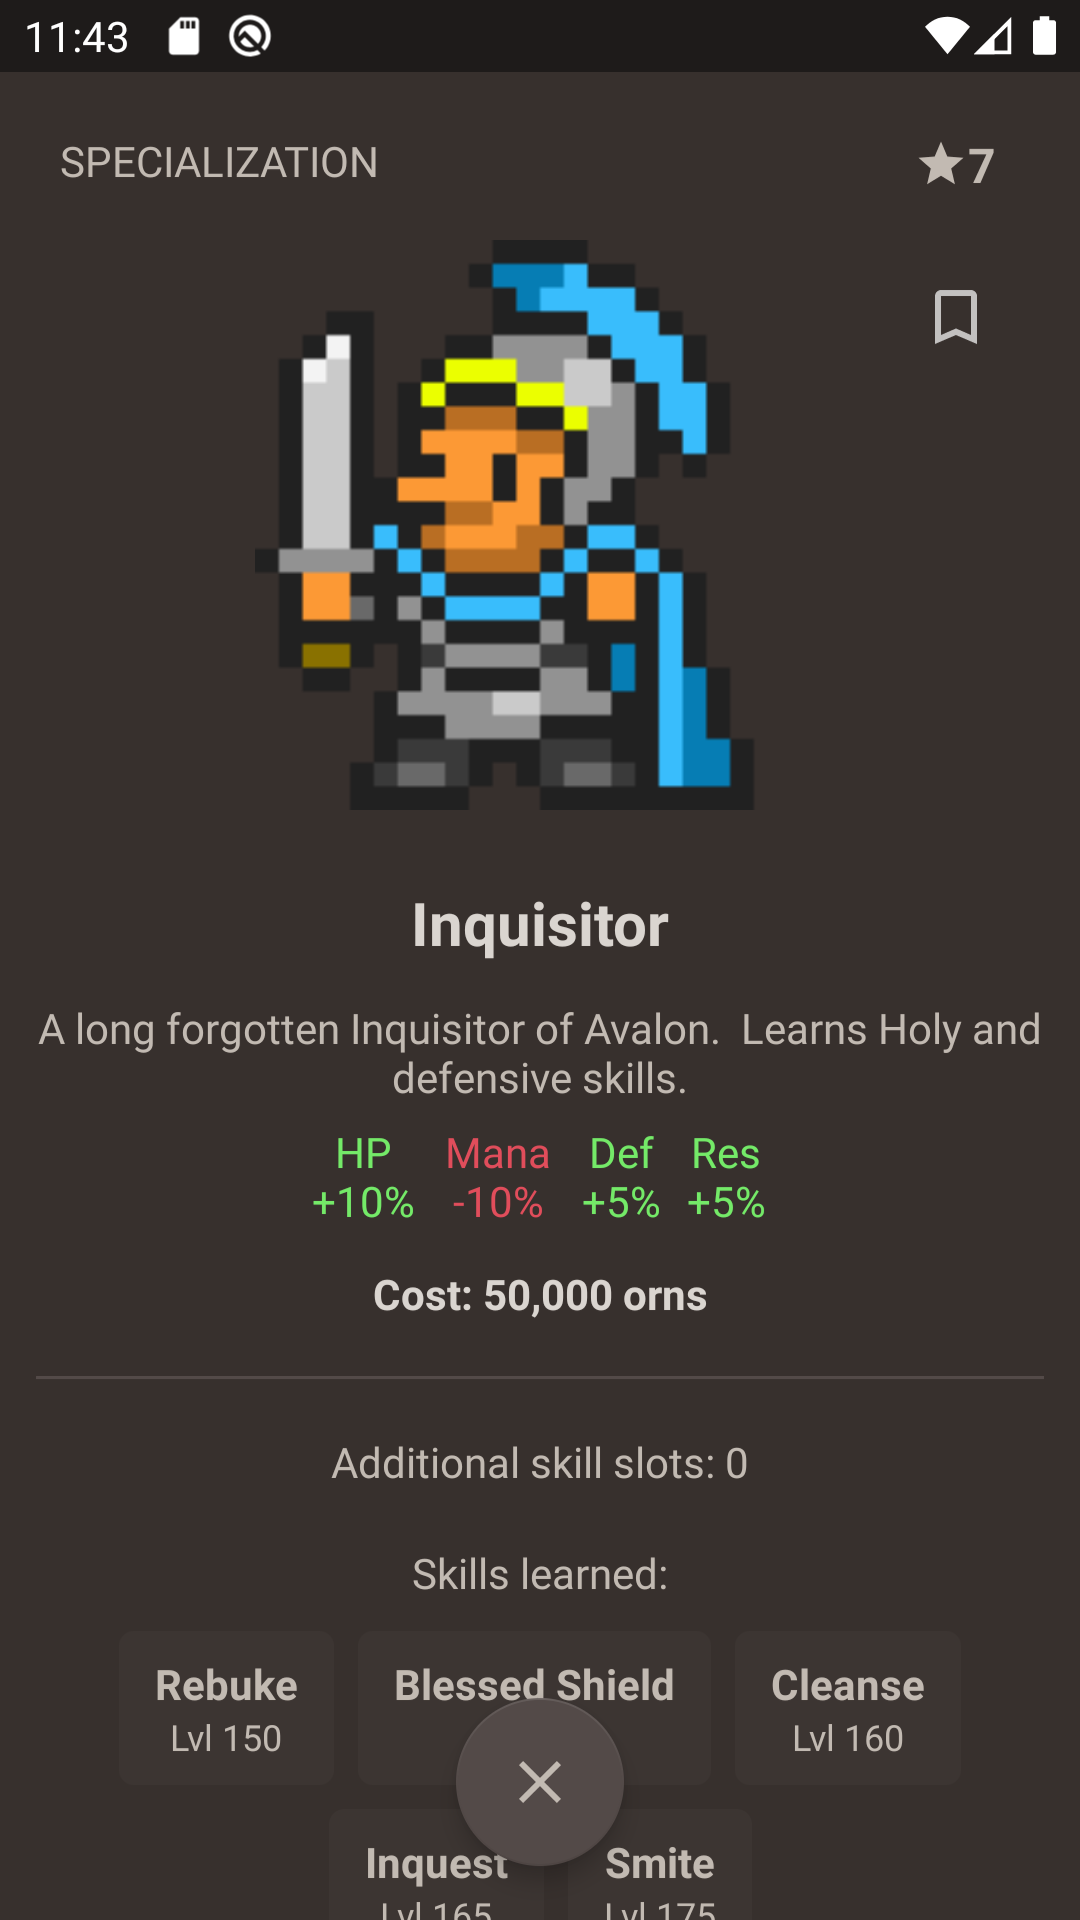 11:43
SPECIALIZATION
7
Inquisitor
A long forgotten Inquisitor of Avalon.  Learns Holy and
defensive skills.
HP Mana Def Res
+10% -10% +5% +5%
Cost: 50,000 orns
Additional skill slots: 0
Skills learned:
Rebuke Blessed Shield Cleanse
Lvl 150 Lvl 160
Inquest Smite
Lvl 165 Lvl 175